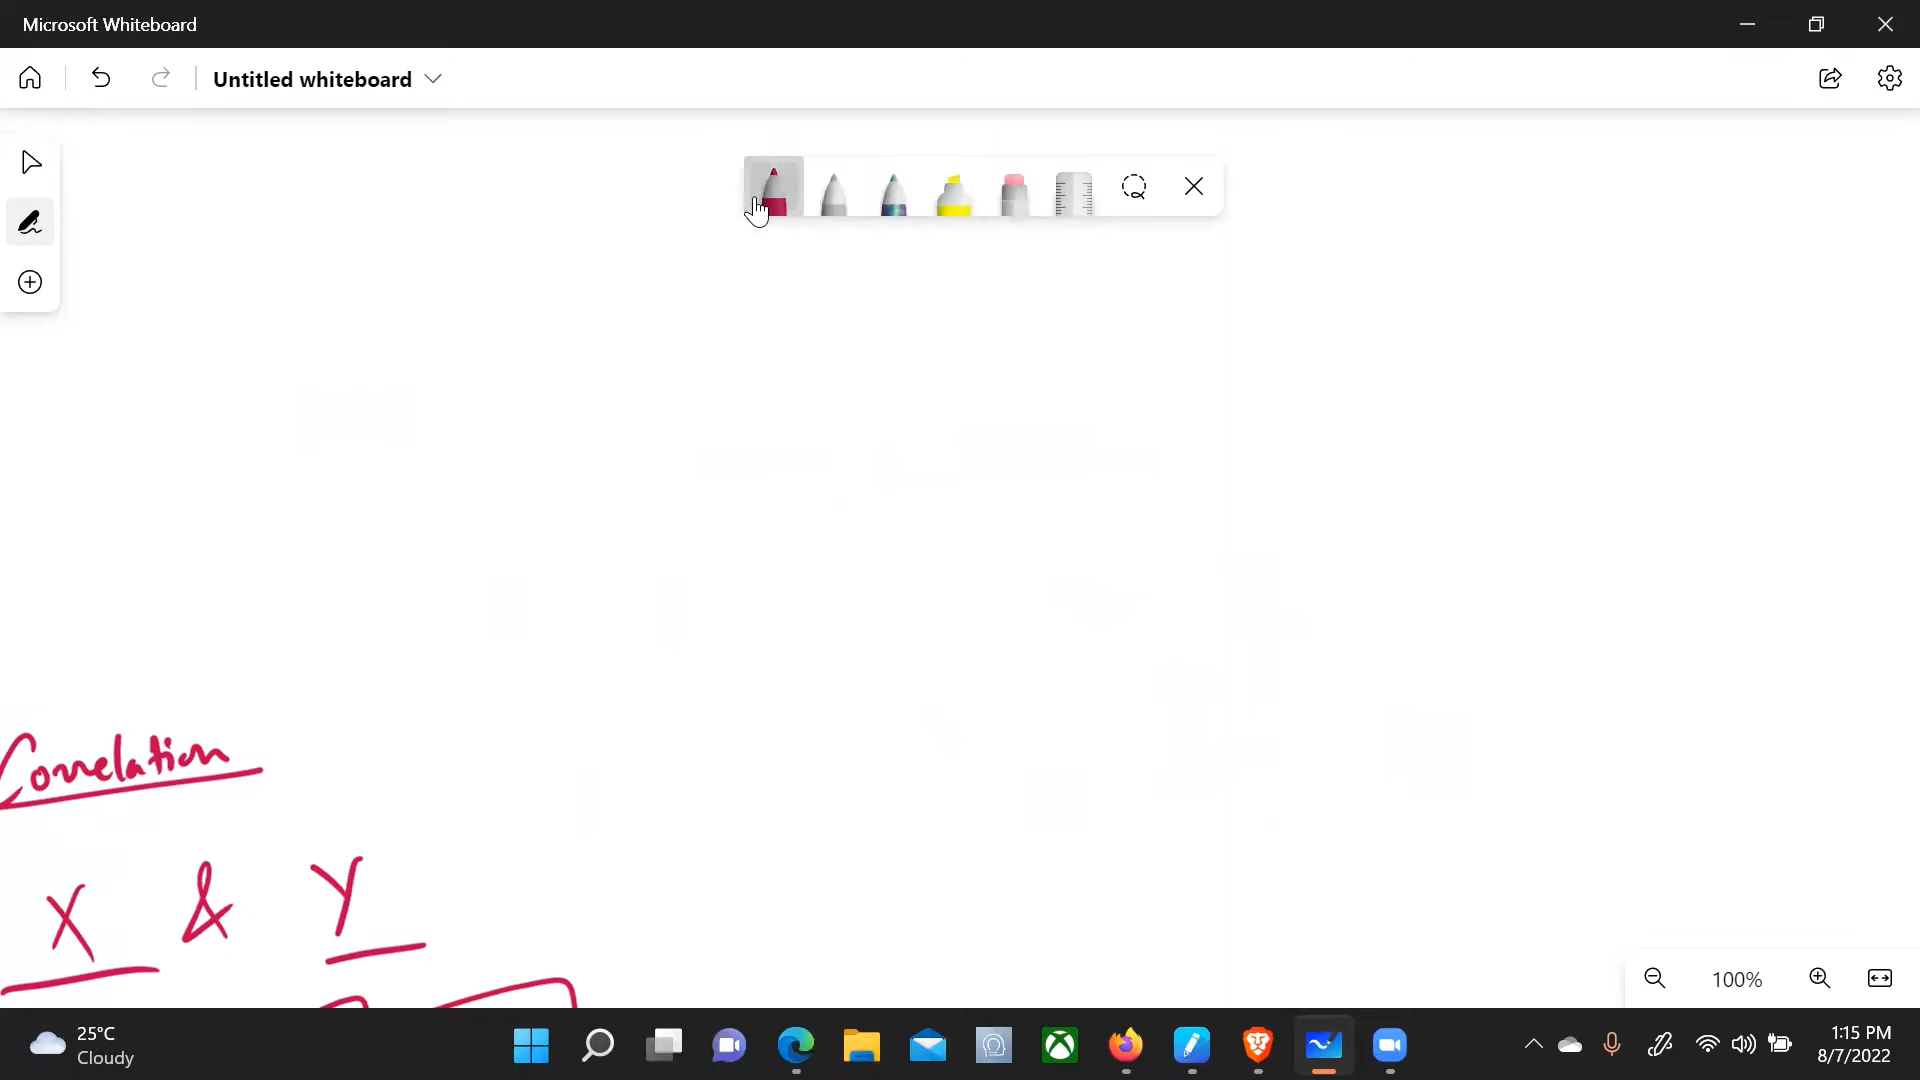 Microsoft Whiteboard
Untitled whiteboard
Correlation
X & Y
100%
25°C
Cloudy
1:15 PM
8/7/2022